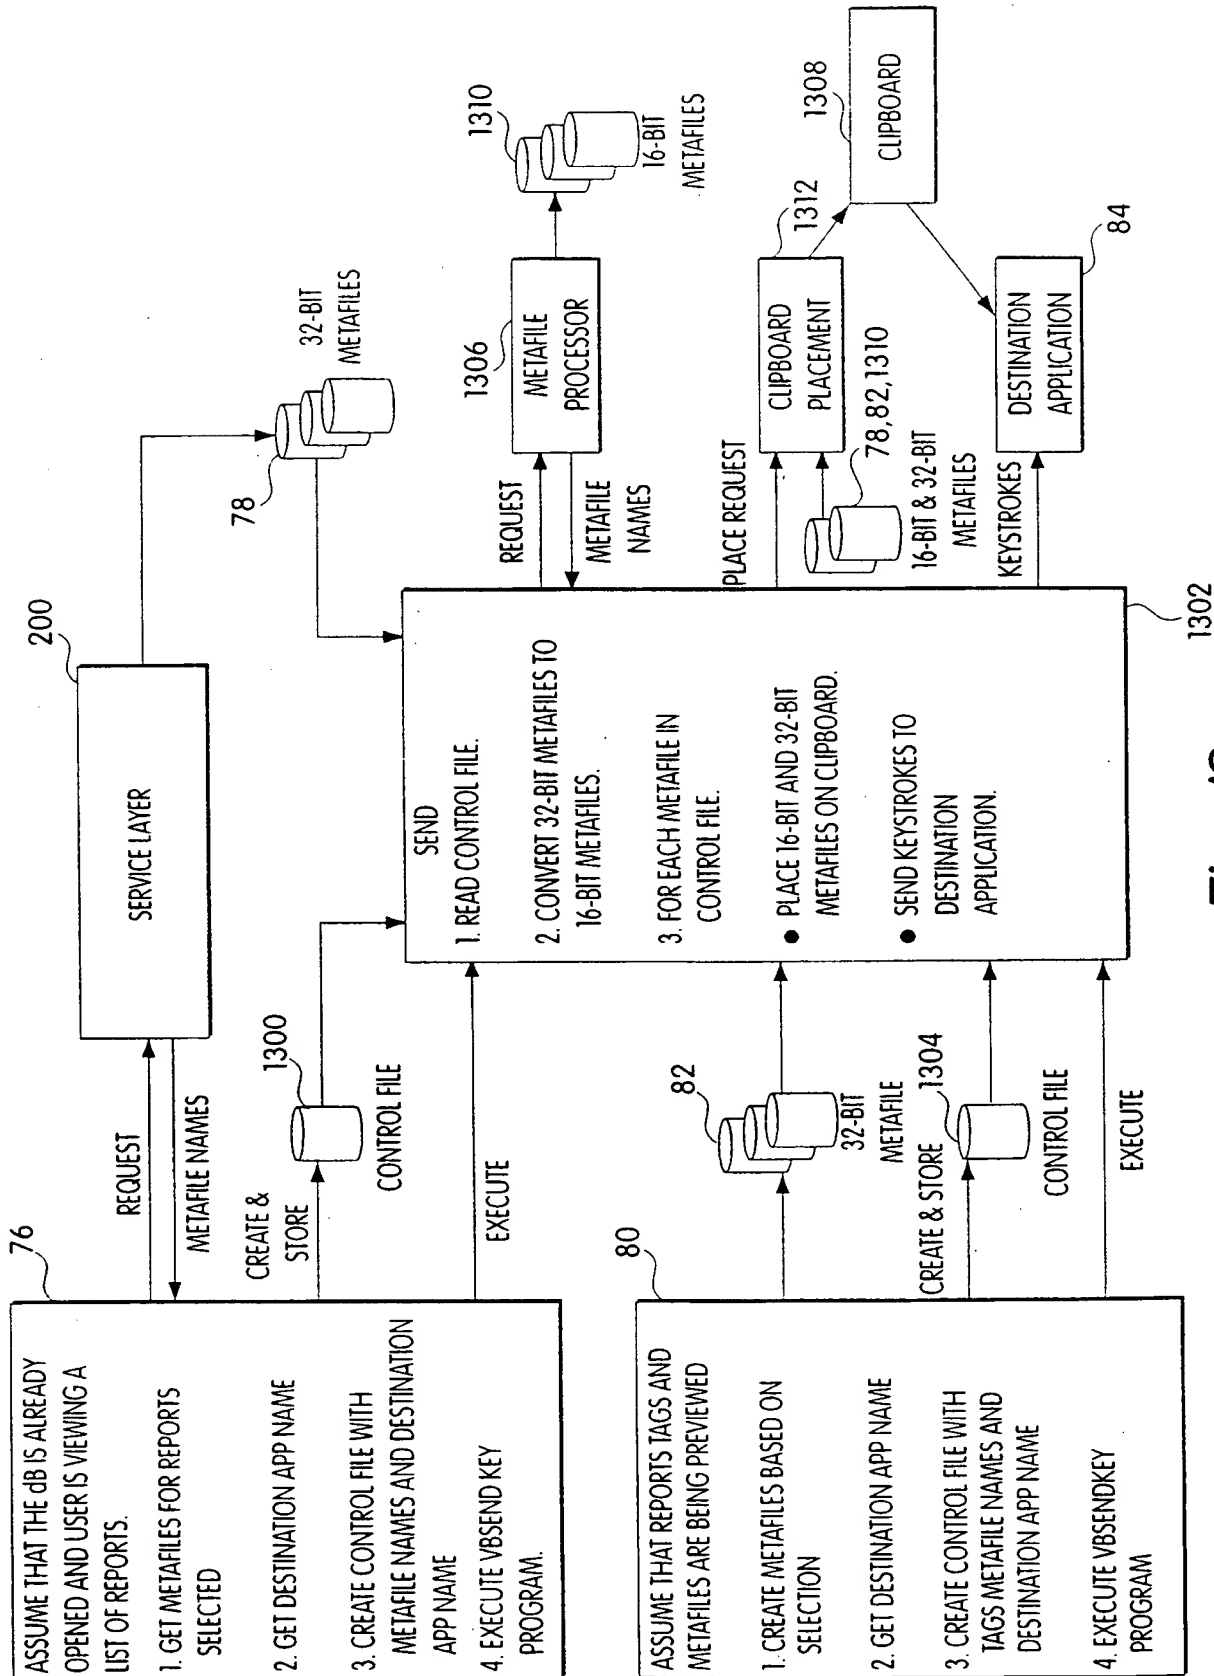 76
ASSUME THAT THE dB IS ALREADY
OPENED AND USER IS VIEWING A
LIST OF REPORTS.
1. GET METAFILES FOR REPORTS
SELECTED
2. GET DESTINATION APP NAME
3. CREATE CONTROL FILE WITH
METAFILE NAMES AND DESTINATION
APP NAME
4. EXECUTE VBSEND KEY
PROGRAM.
REQUEST
METAFILE NAMES
CREATE &
STORE
1300
CONTROL FILE
EXECUTE
200
SERVICE LAYER
78
32-BIT
METAFILES
80
ASSUME THAT REPORTS TAGS AND
METAFILES ARE BEING PREVIEWED
1. CREATE METAFILES BASED ON
SELECTION
2. GET DESTINATION APP NAME
3. CREATE CONTROL FILE WITH
TAGS METAFILE NAMES AND
DESTINATION APP NAME
4. EXECUTE VBSENDKEY
PROGRAM
82
32-BIT
METAFILE
CREATE & STORE
1304
CONTROL FILE
EXECUTE
SEND
1. READ CONTROL FILE.
2. CONVERT 32-BIT METAFILES TO
16-BIT METAFILES.
3. FOR EACH METAFILE IN
CONTROL FILE.
● PLACE 16-BIT AND 32-BIT
METAFILES ON CLIPBOARD.
● SEND KEYSTROKES TO
DESTINATION
APPLICATION.
1302
REQUEST
METAFILE
NAMES
1306
METAFILE
PROCESSOR
1310
16-BIT
METAFILES
PLACE REQUEST
78,82,1310
16-BIT & 32-BIT
METAFILES
CLIPBOARD
PLACEMENT
1312
1308
CLIPBOARD
KEYSTROKES
DESTINATION
APPLICATION
84